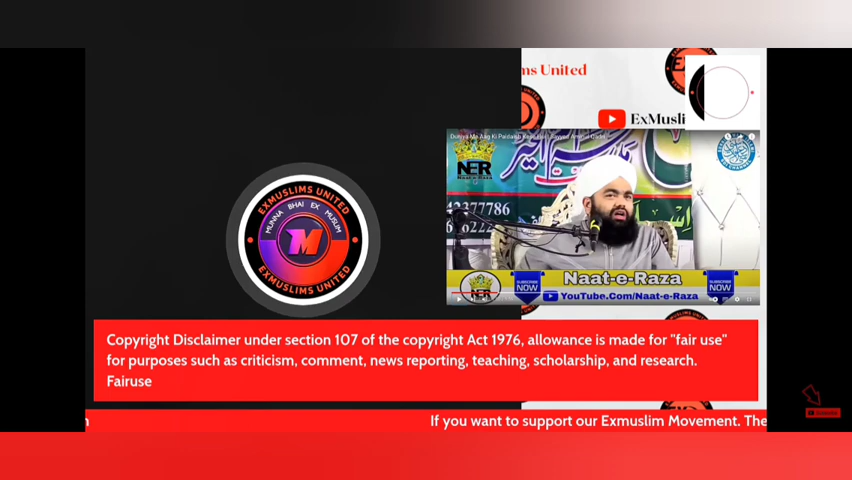 ms United
ExMusli
NER
Naat-e-Raza
42377786
EXMUSLIMS UNITED
MUNNA BHAI EX MUSLIM
M
EXMUSLIMS UNITED
Naat-e-Raza
SUBSCRIBE NOW
SUBSCRIBE NOW
YouTube.Com/Naat-e-Raza
Copyright Disclaimer under section 107 of the copyright Act 1976, allowance is made for "fair use"
for purposes such as criticism, comment, news reporting, teaching, scholarship, and research.
Fairuse
If you want to support our Exmuslim Movement. The